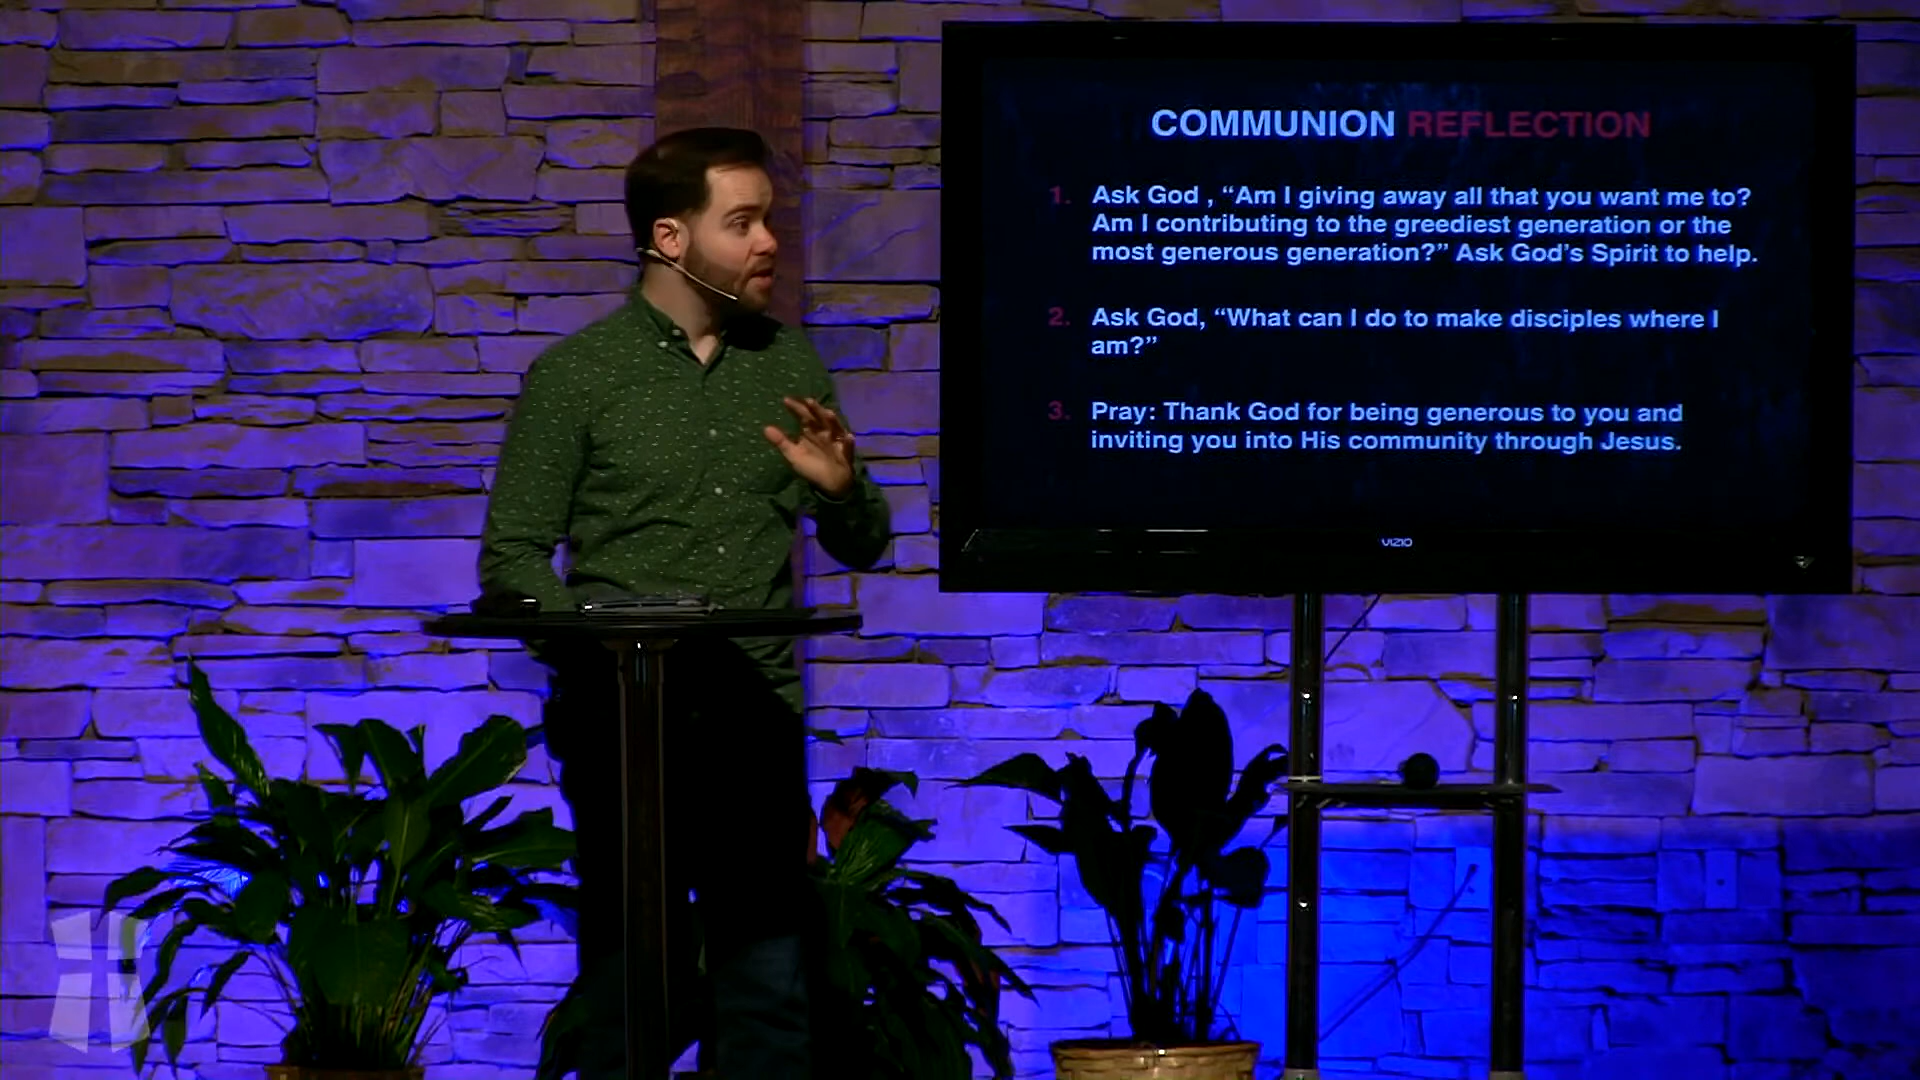 COMMUNION REFLECTION
1. Ask God , “Am I giving away all that you want me to?
Am I contributing to the greediest generation or the
most generous generation?” Ask God’s Spirit to help.
2. Ask God, “What can I do to make disciples where I
am?”
3. Pray: Thank God for being generous to you and
inviting you into His community through Jesus.
VIZIO